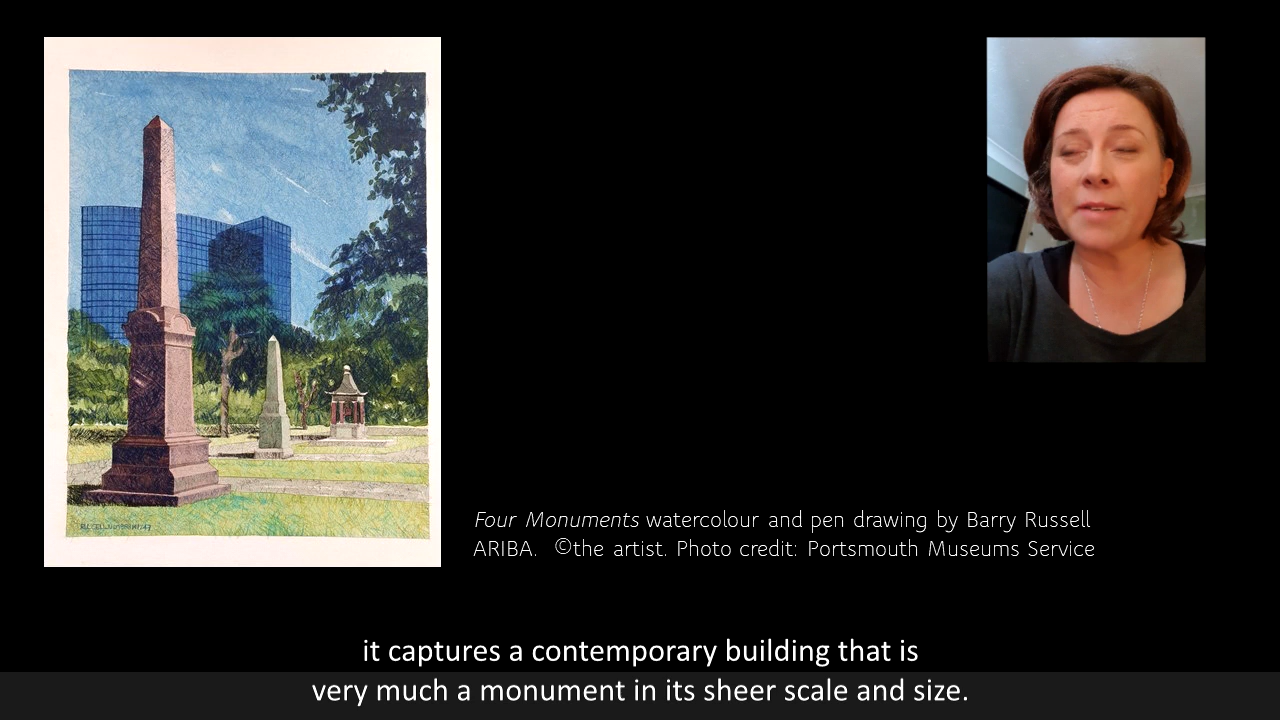 Four Monuments watercolour and pen drawing by Barry Russell
ARIBA. ©the artist. Photo credit: Portsmouth Museums Service
it captures a contemporary building that is
very much a monument in its sheer scale and size.